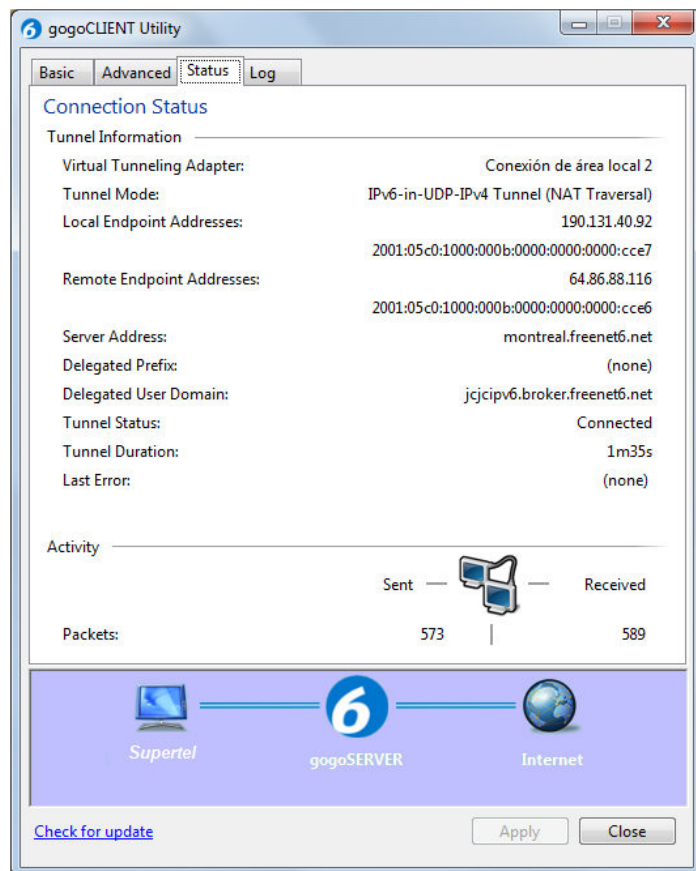 gogoCLIENT Utility
Basic Advanced Status Log
Connection Status
Tunnel Information
Virtual Tunneling Adapter: Conexión de área local 2
Tunnel Mode: IPv6-in-UDP-IPv4 Tunnel (NAT Traversal)
Local Endpoint Addresses: 190.131.40.92
2001:05c0:1000:000b:0000:0000:0000:cce7
Remote Endpoint Addresses: 64.86.88.116
2001:05c0:1000:000b:0000:0000:0000:cce6
Server Address: montreal.freenet6.net
Delegated Prefix: (none)
Delegated User Domain: jcjcipv6.broker.freenet6.net
Tunnel Status: Connected
Tunnel Duration: 1m35s
Last Error: (none)
Activity
Sent Received
Packets: 573 589
6
Supertel gogoSERVER Internet
Check for update Apply Close